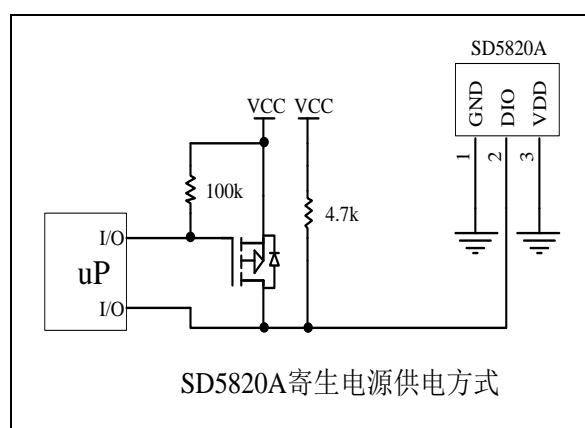 SD5820A
GND
DIO
VDD
1
2
3
VCC
VCC
100k
4.7k
I/O
uP
I/O
SD5820A寄生电源供电方式